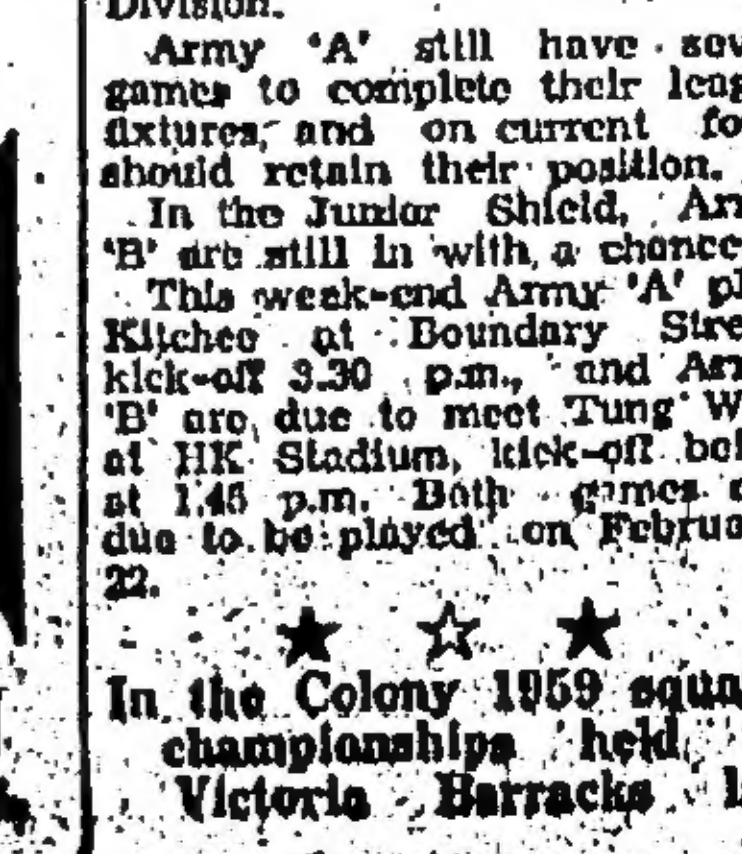 Division.
Army 'A' still have sev
games to complete their leag
fixtures, and on current fo
should retain their position.
In the Junior Shield, Arm
'B' are still in with a chance
This week-end Army 'A' pl
Kitchee at Boundary Stre
kick-off 3.30 p.m., and Arm
'B' are due to meet Tung W
at HK Stadium, kick-off bei
at 1.45 p.m. Both games
due to be played on Februa
22.
In the Colony 1959 squa
championships held
Victoria Barracks